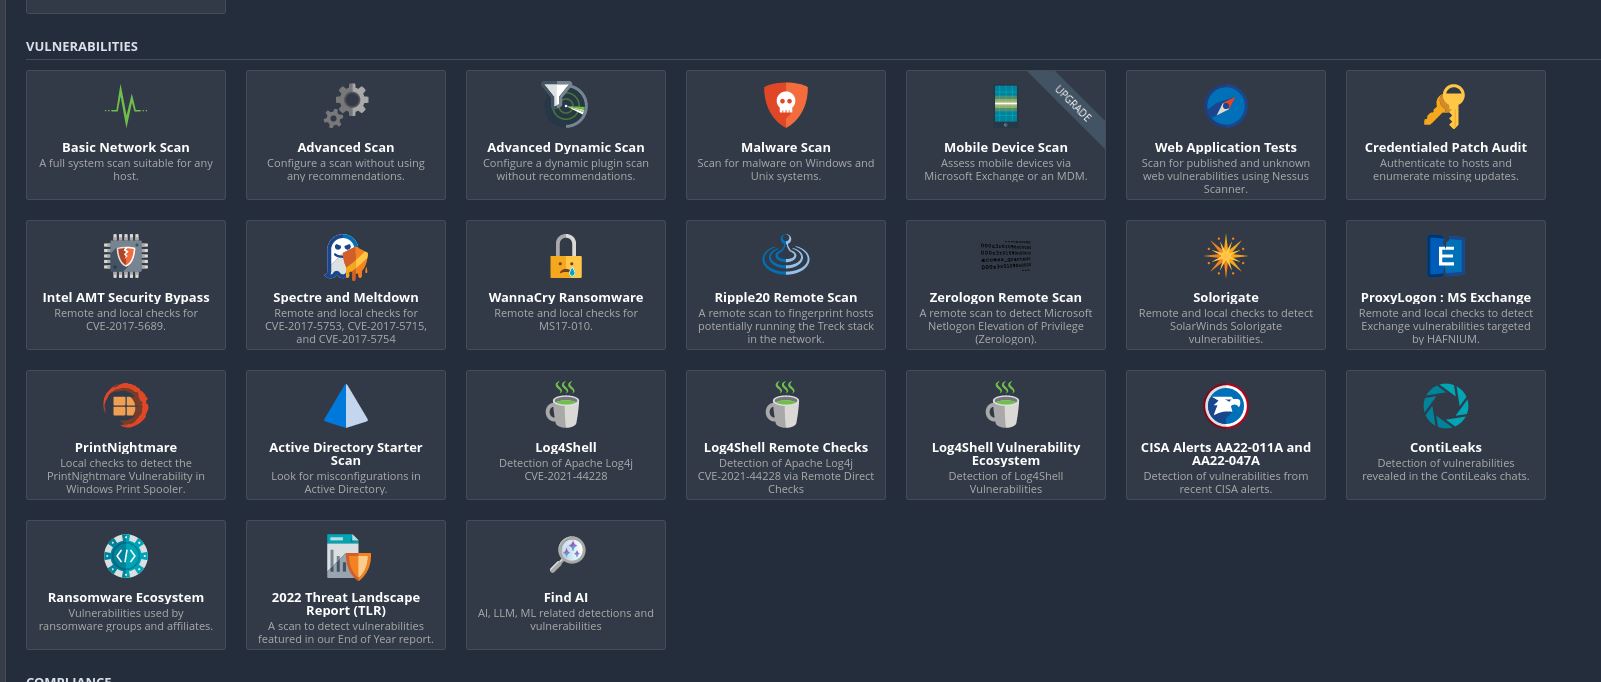 VULNERABILITIES
UPGRADE
Basic Network Scan
A full system scan suitable for any
host.
Advanced Scan
Configure a scan without using
any recommendations.
Advanced Dynamic Scan
Configure a dynamic plugin scan
without recommendations.
Malware Scan
Scan for malware on Windows and
Unix systems.
Mobile Device Scan
Assess mobile devices via
Microsoft Exchange or an MDM.
Web Application Tests
Scan for published and unknown
web vulnerabilities using Nessus
Scanner.
Credentialed Patch Audit
Authenticate to hosts and
enumerate missing updates.
Intel AMT Security Bypass
Remote and local checks for
CVE-2017-5689.
Spectre and Meltdown
Remote and local checks for
CVE-2017-5753, CVE-2017-5715,
and CVE-2017-5754
WannaCry Ransomware
Remote and local checks for
MS17-010.
Ripple20 Remote Scan
A remote scan to fingerprint hosts
potentially running the Treck stack
in the network.
Zerologon Remote Scan
A remote scan to detect Microsoft
Netlogon Elevation of Privilege
(Zerologon).
Solorigate
Remote and local checks to detect
SolarWinds Solorigate
vulnerabilities.
E
ProxyLogon : MS Exchange
Remote and local checks to detect
Exchange vulnerabilities targeted
by HAFNIUM.
PrintNightmare
Local checks to detect the
PrintNightmare Vulnerability in
Windows Print Spooler.
Active Directory Starter
Scan
Look for misconfigurations in
Active Directory.
Log4Shell
Detection of Apache Log4j
CVE-2021-44228
Log4Shell Remote Checks
Detection of Apache Log4j
CVE-2021-44228 via Remote Direct
Checks
Log4Shell Vulnerability
Ecosystem
Detection of Log4Shell
Vulnerabilities
CISA Alerts AA22-011A and
AA22-047A
Detection of vulnerabilities from
recent CISA alerts.
ContiLeaks
Detection of vulnerabilities
revealed in the ContiLeaks chats.
</>
Ransomware Ecosystem
Vulnerabilities used by
ransomware groups and affiliates.
2022 Threat Landscape
Report (TLR)
A scan to detect vulnerabilities
featured in our End of Year report.
Find AI
AI, LLM, ML related detections and
vulnerabilities
COMPLIANCE